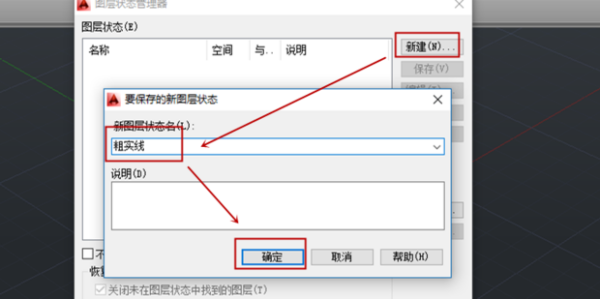 图层状态管理器
图层状态(E)
名称 空间 与.. 说明
新建(N)...
保存(V)
要保存的新图层状态
新图层状态名(L):
粗实线
说明(D)
确定 取消 帮助(H)
不
恢复
关闭未在图层状态中找到的图层(T)